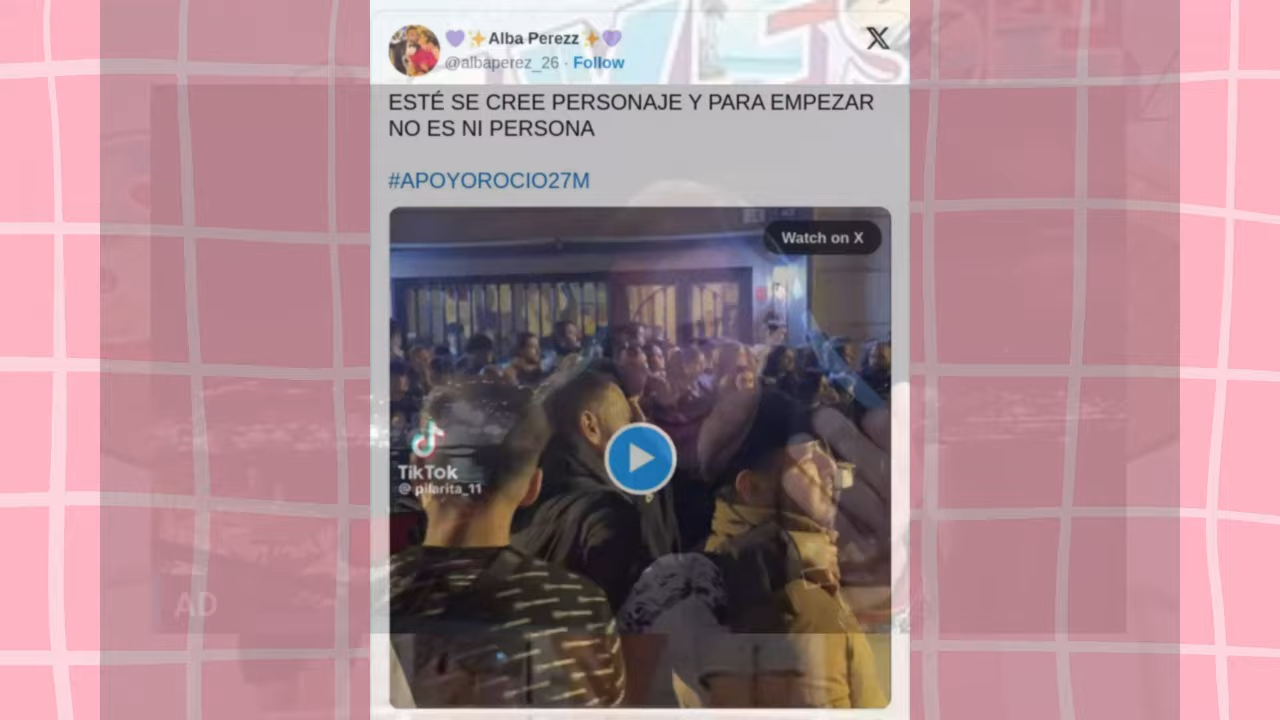 💜✨Alba Perezz✨💜
@albaperez_26 · Follow
ESTÉ SE CREE PERSONAJE Y PARA EMPEZAR
NO ES NI PERSONA
#APOYOROCIO27M
Watch on X
TikTok
@ pilarita_11
AD